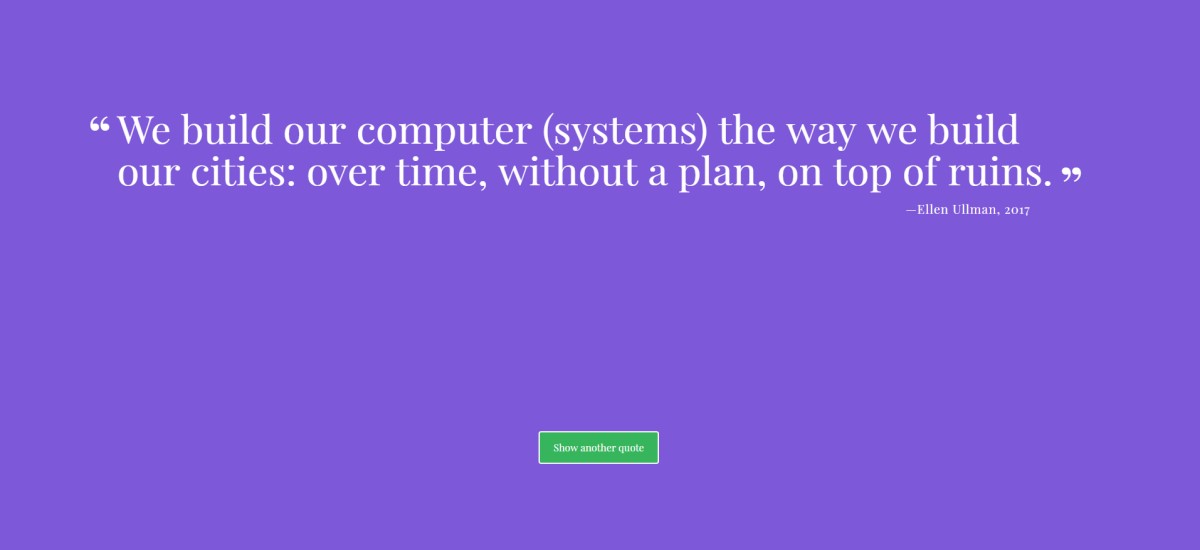 “We build our computer (systems) the way we build
our cities: over time, without a plan, on top of ruins.”
—Ellen Ullman, 2017
Show another quote